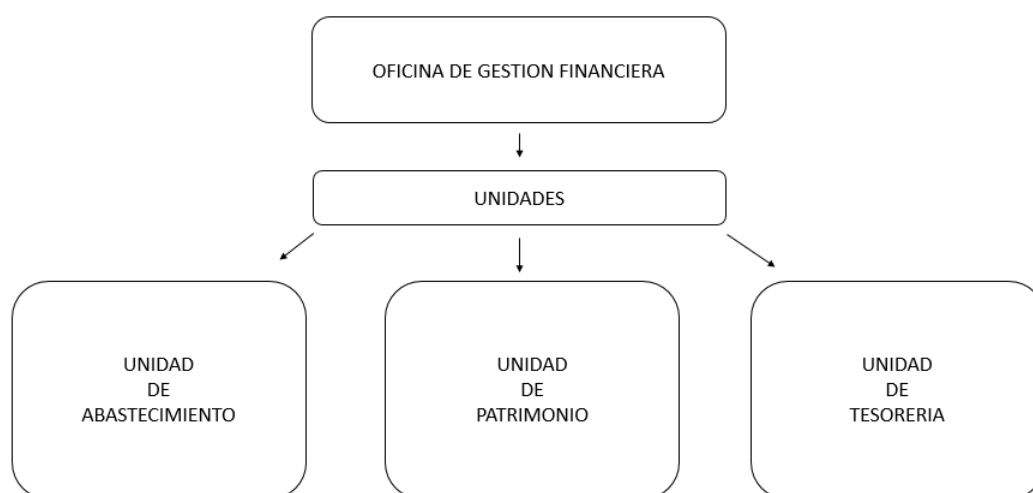 OFICINA DE GESTION FINANCIERA
UNIDADES
UNIDAD
DE
ABASTECIMIENTO
UNIDAD
DE
PATRIMONIO
UNIDAD
DE
TESORERIA